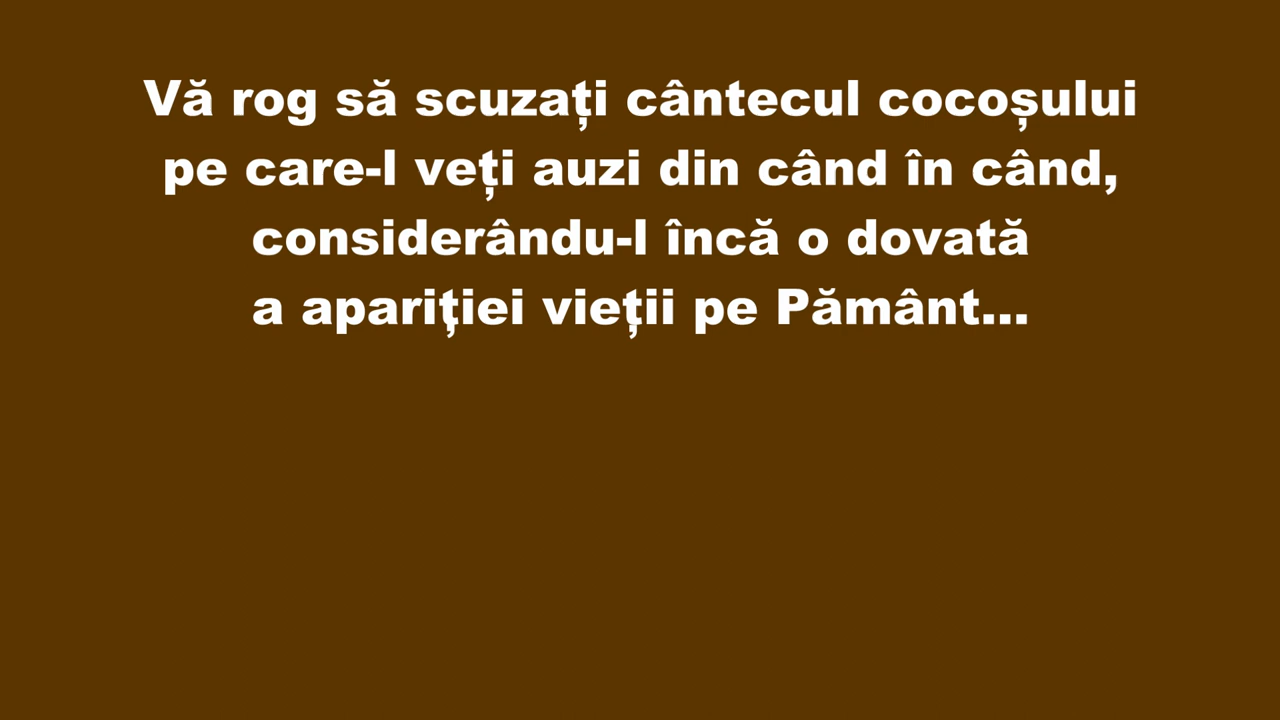 Vă rog să scuzați cântecul cocoșului
pe care-l veți auzi din când în când,
considerându-l încă o dovată
a apariţiei vieții pe Pământ...